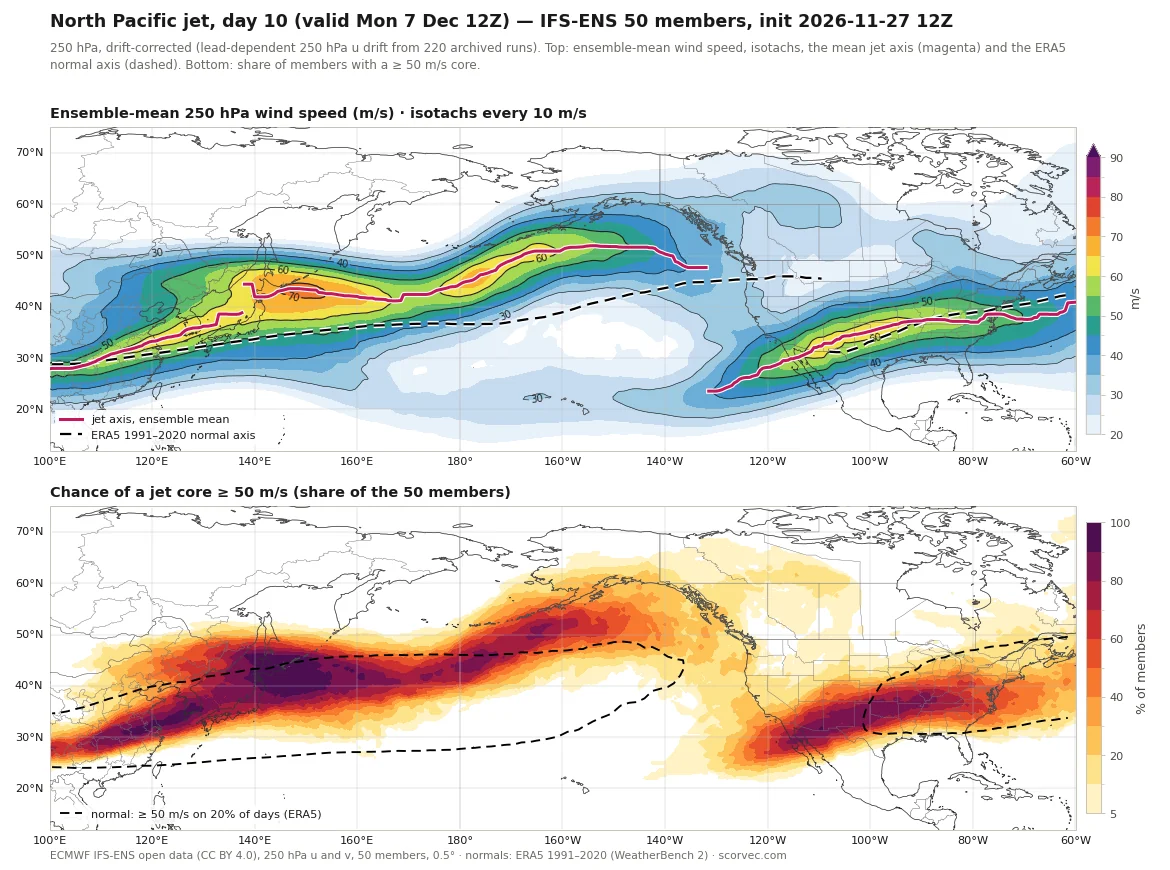 North Pacific jet, day 10 (valid Mon 7 Dec 12Z) — IFS-ENS 50 members, init 2026-11-27 12Z
250 hPa, drift-corrected (lead-dependent 250 hPa u drift from 220 archived runs). Top: ensemble-mean wind speed, isotachs, the mean jet axis (magenta) and the ERA5
normal axis (dashed). Bottom: share of members with a ≥ 50 m/s core.
Ensemble-mean 250 hPa wind speed (m/s) · isotachs every 10 m/s
70°N
60°N
50°N
40°N
30°N
20°N
30
60
40
70
50
30
60
30
50
60
40
jet axis, ensemble mean
ERA5 1991–2020 normal axis
100°E 120°E 140°E 160°E 180° 160°W 140°W 120°W 100°W 80°W 60°W
90
80
70
60
50
40
30
20
m/s
Chance of a jet core ≥ 50 m/s (share of the 50 members)
70°N
60°N
50°N
40°N
30°N
20°N
normal: ≥ 50 m/s on 20% of days (ERA5)
100°E 120°E 140°E 160°E 180° 160°W 140°W 120°W 100°W 80°W 60°W
100
80
60
40
20
5
% of members
ECMWF IFS-ENS open data (CC BY 4.0), 250 hPa u and v, 50 members, 0.5° · normals: ERA5 1991–2020 (WeatherBench 2) · scorvec.com